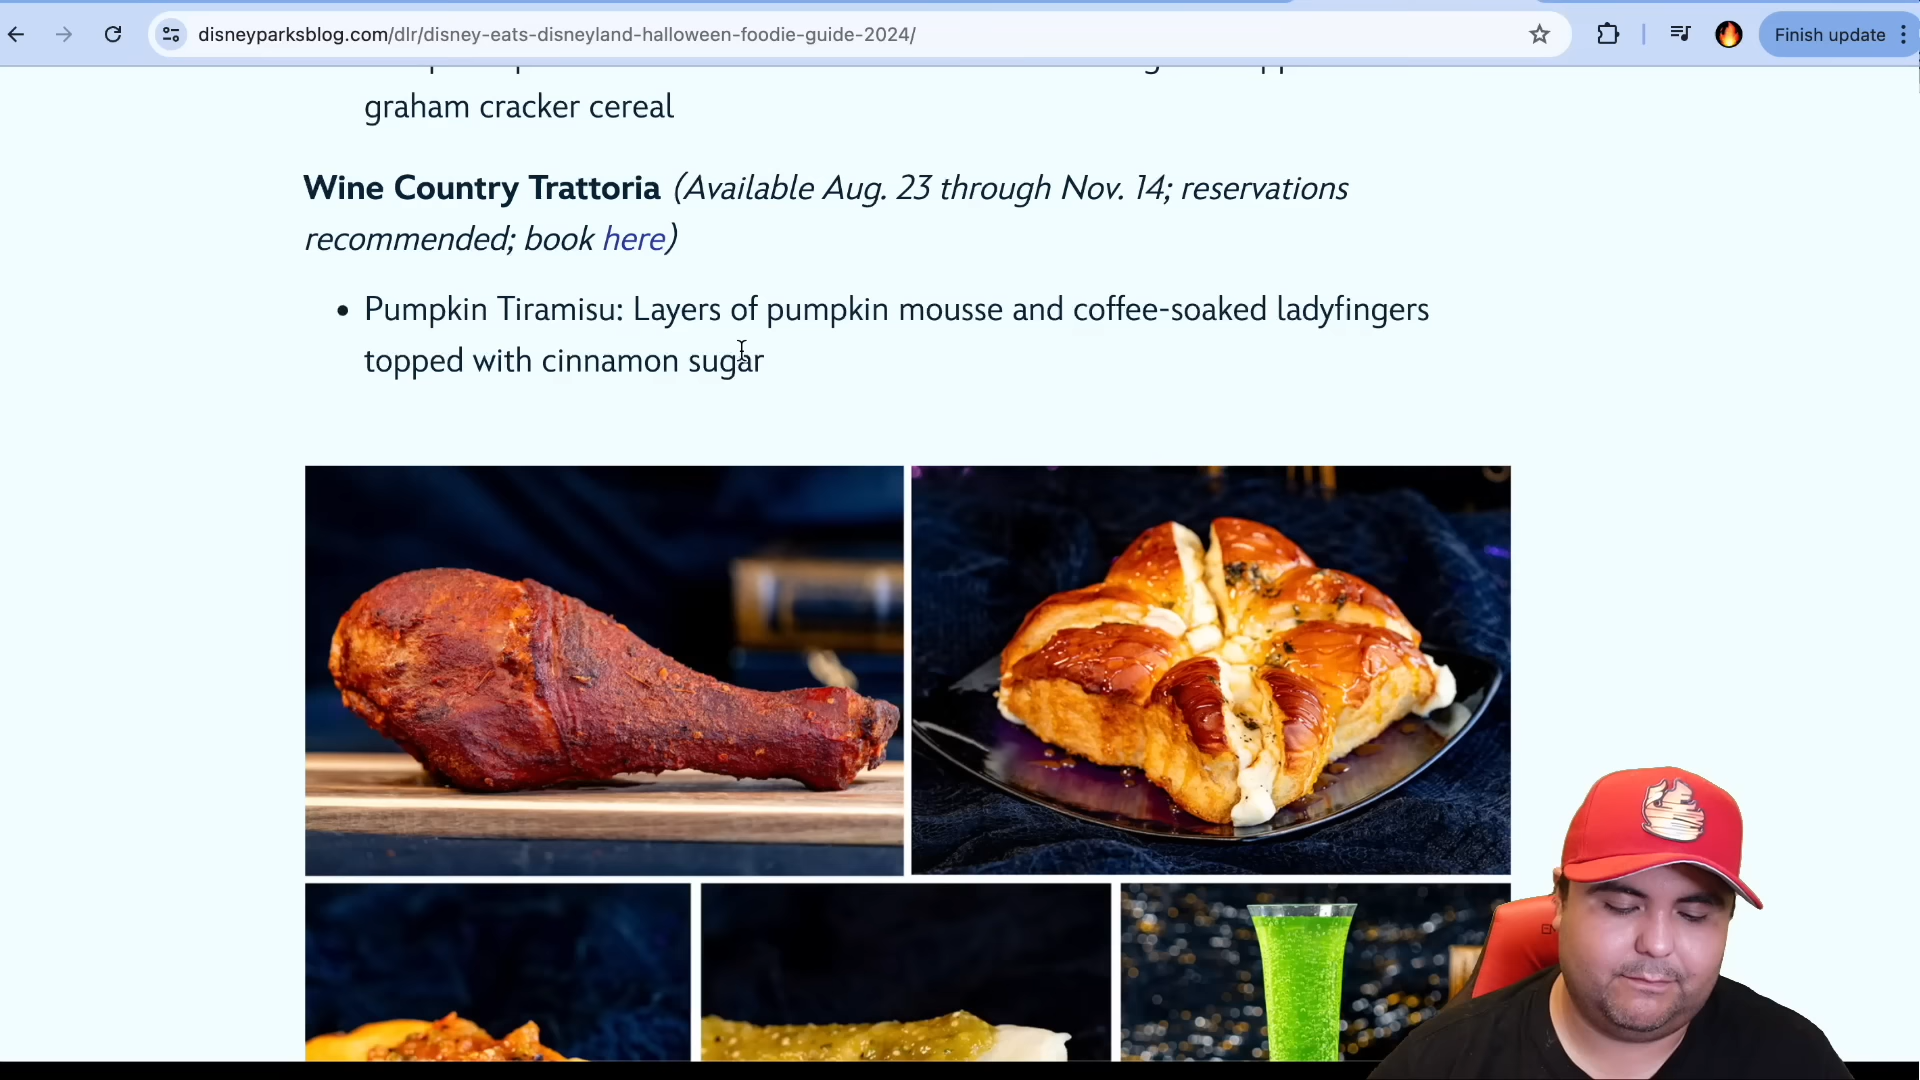 disneyparksblog.com/dlr/disney-eats-disneyland-halloween-foodie-guide-2024/
Finish update
graham cracker cereal
Wine Country Trattoria (Available Aug. 23 through Nov. 14; reservations
recommended; book here)
• Pumpkin Tiramisu: Layers of pumpkin mousse and coffee-soaked ladyfingers
topped with cinnamon sugar